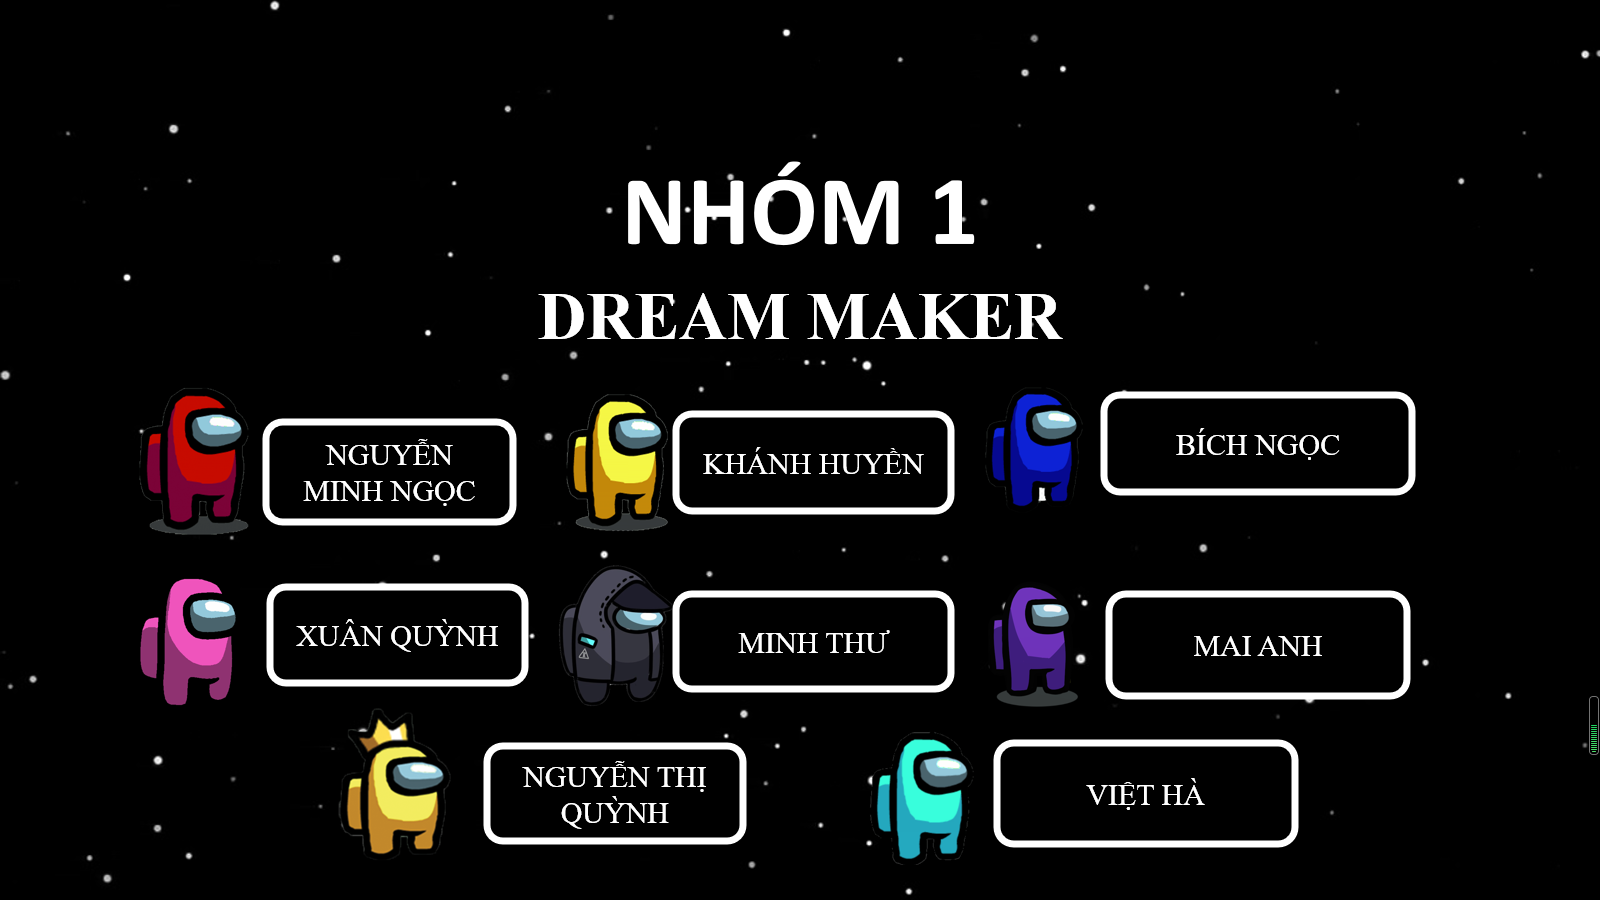 NHÓM 1
DREAM MAKER
NGUYỄN
MINH NGỌC
KHÁNH HUYỀN
BÍCH NGỌC
XUÂN QUỲNH
MINH THƯ
MAI ANH
NGUYỄN THỊ
QUỲNH
VIỆT HÀ